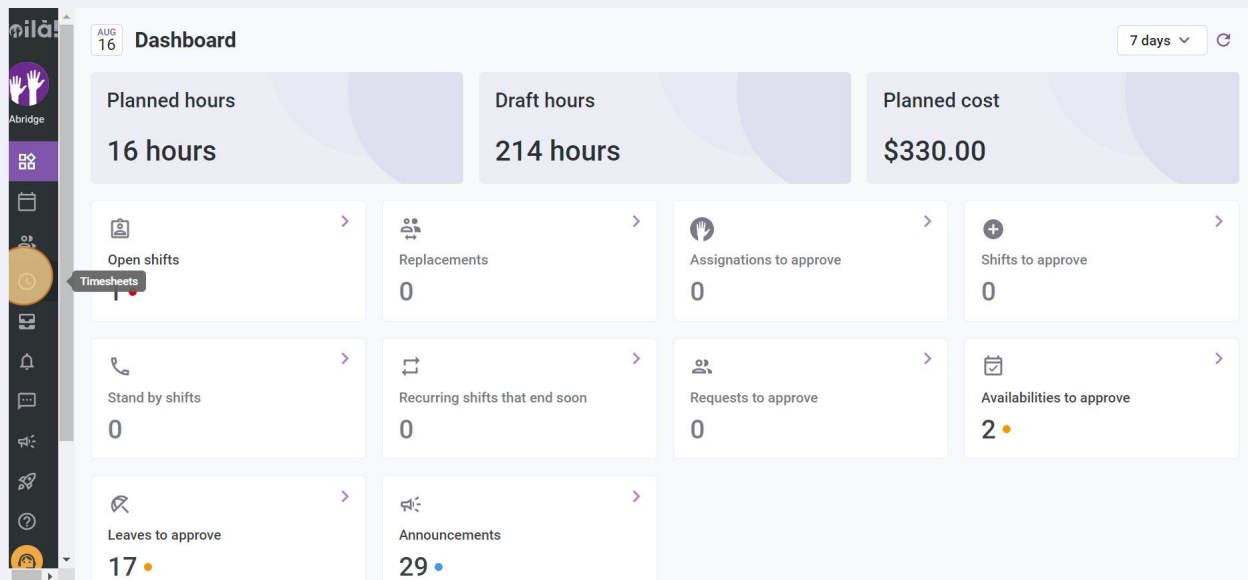 oilà!
Abridge
AUG
16
Dashboard
7 days
Planned hours
16 hours
Draft hours
214 hours
Planned cost
$330.00
Open shifts
1
Replacements
0
Assignations to approve
0
Shifts to approve
0
Timesheets
Stand by shifts
0
Recurring shifts that end soon
0
Requests to approve
0
Availabilities to approve
2
Leaves to approve
17
Announcements
29